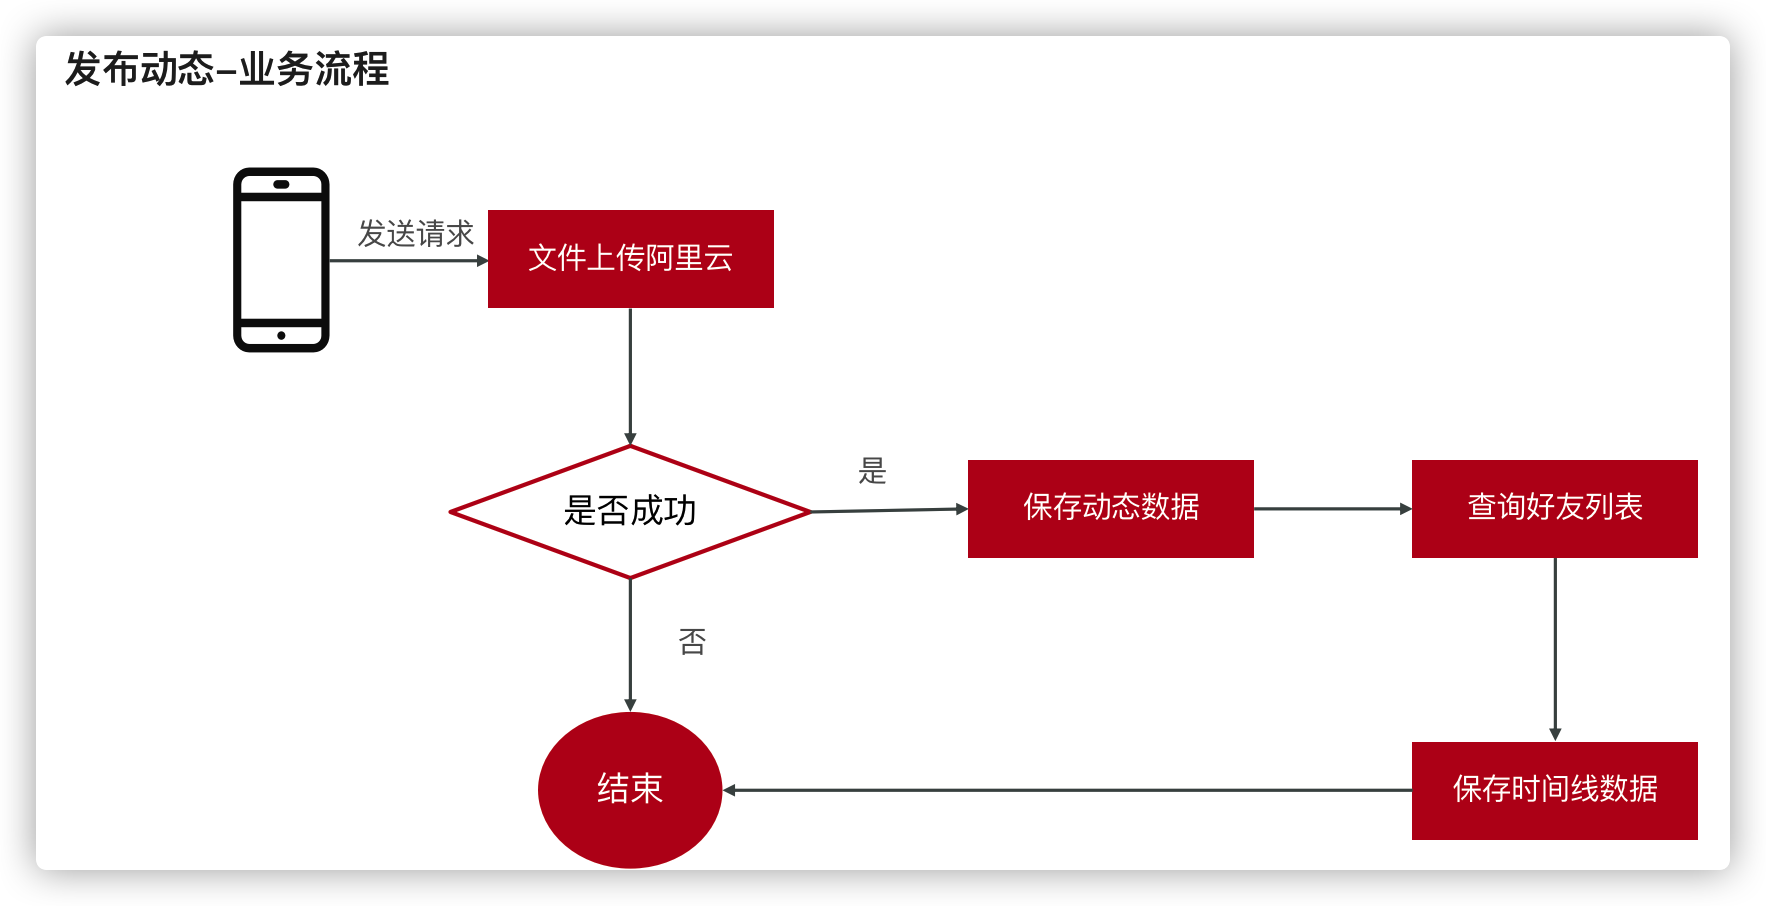 发布动态–业务流程
发送请求
文件上传阿里云
是否成功
是
保存动态数据
查询好友列表
否
结束
保存时间线数据